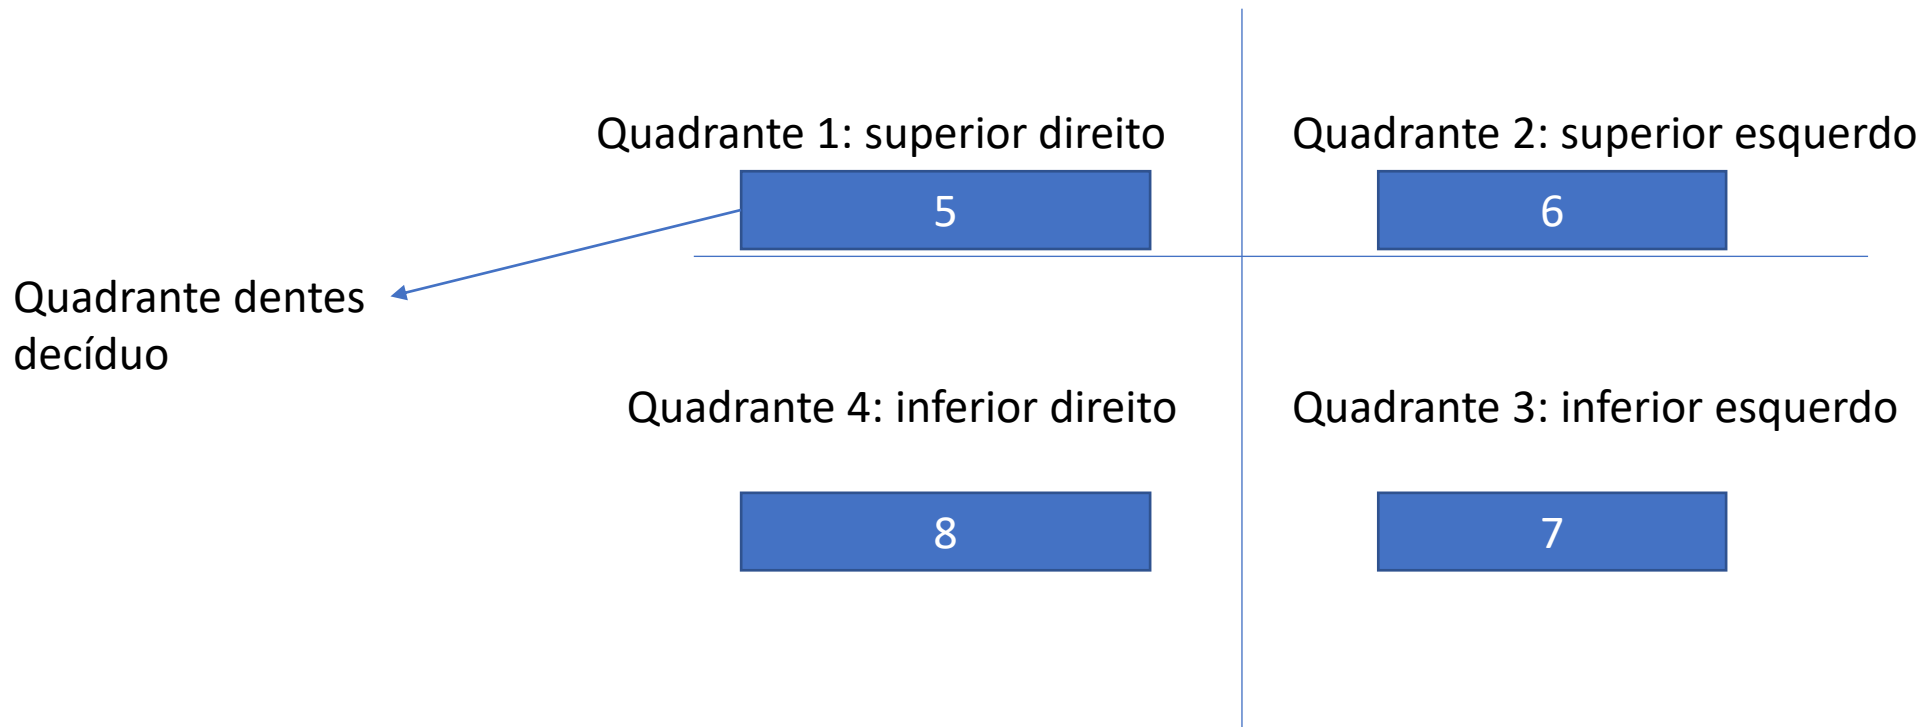 Quadrante 1: superior direito
Quadrante 2: superior esquerdo
5
6
Quadrante dentes
decíduo
Quadrante 4: inferior direito
Quadrante 3: inferior esquerdo
8
7